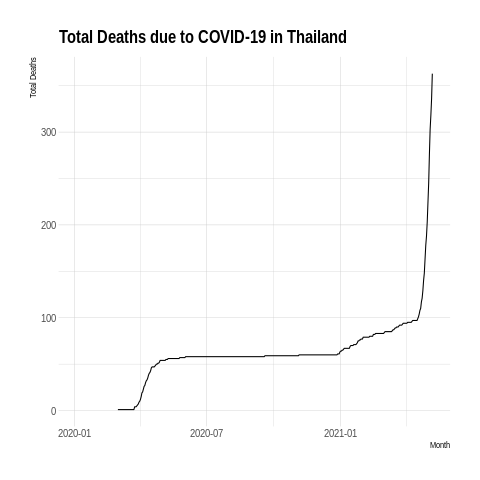 Total Deaths due to COVID-19 in Thailand
Total Deaths
300
200
100
0
2020-01
2020-07
2021-01
Month